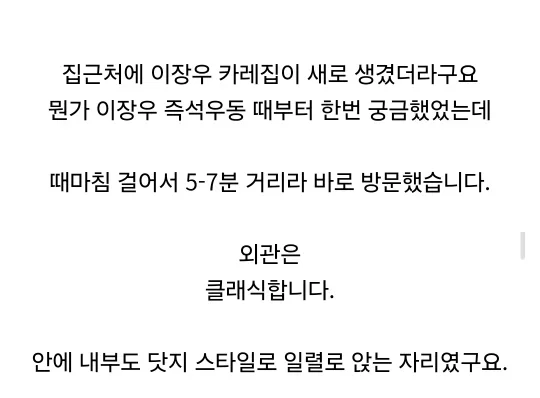 집근처에 이장우 카레집이 새로 생겼더라구요
뭔가 이장우 즉석우동 때부터 한번 궁금했었는데
때마침 걸어서 5-7분 거리라 바로 방문했습니다.
외관은
클래식합니다.
안에 내부도 닷지 스타일로 일렬로 앉는 자리였구요.